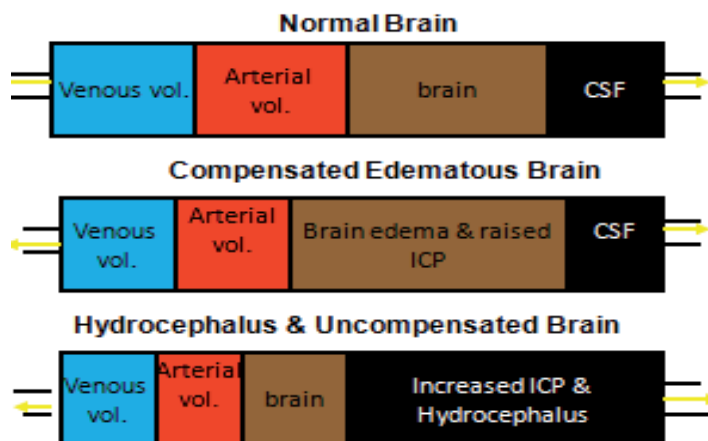 Normal Brain
Venous vol.
Arterial
vol.
brain
CSF
Compensated Edematous Brain
Venous
vol.
Arterial
vol.
Brain edema & raised
ICP
CSF
Hydrocephalus & Uncompensated Brain
Venous
vol.
Arterial
vol.
brain
Increased ICP &
Hydrocephalus